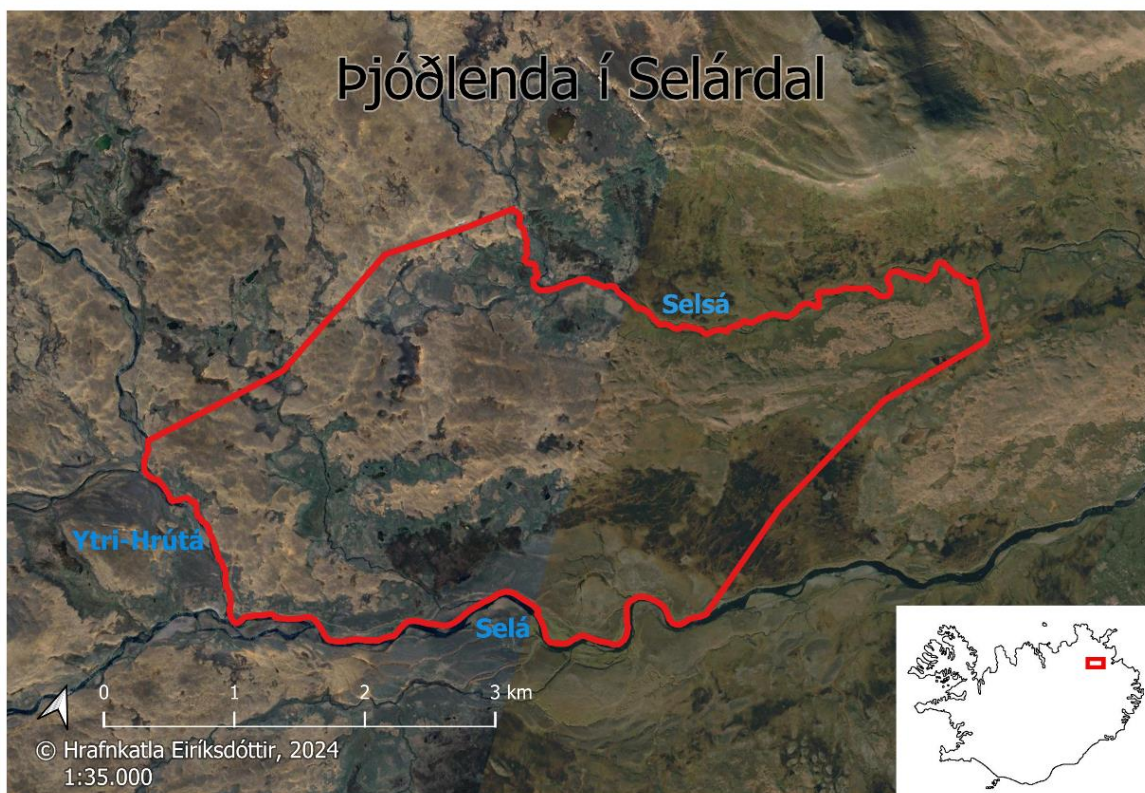 Þjóðlenda í Selárdal
Selsá
Ytri-Hrútá
Selá
0 1 2 3 km
© Hrafnkatla Eiríksdóttir, 2024
1:35.000